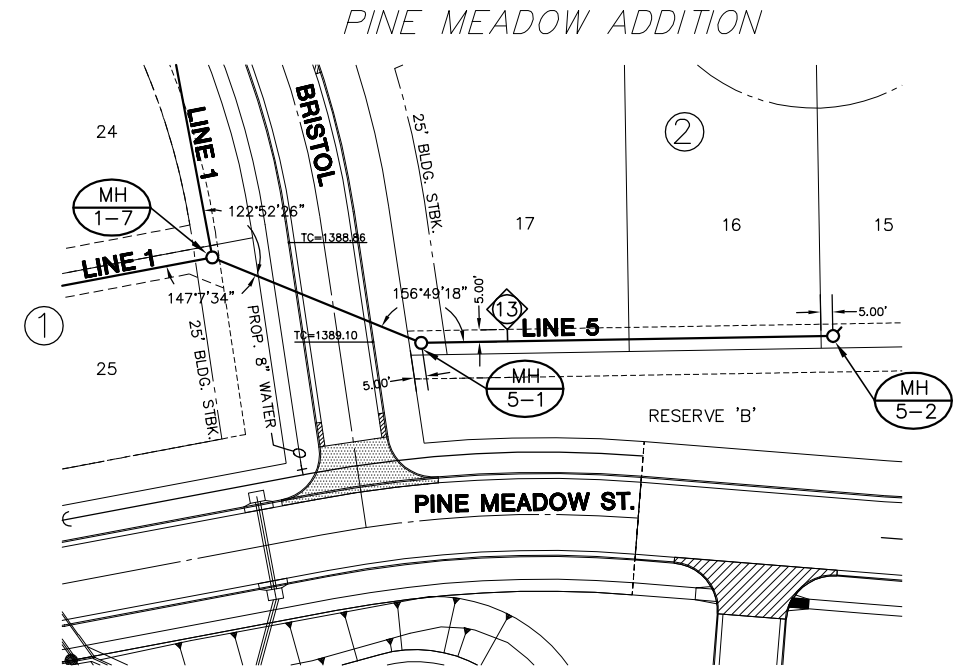 PINE MEADOW ADDITION
24
LINE 1
BRISTOL
25' BLDG. STBK.
2
MH
1-7
122°52'26"
17
16
15
TC=1388.86
LINE 1
147°7'34"
156°49'18"
5.00'
13
LINE 5
5.00'
1
25
25' BLDG. STBK.
PROP. 8" WATER
TC=1389.10
5.00'
MH
5-1
MH
5-2
RESERVE 'B'
PINE MEADOW ST.